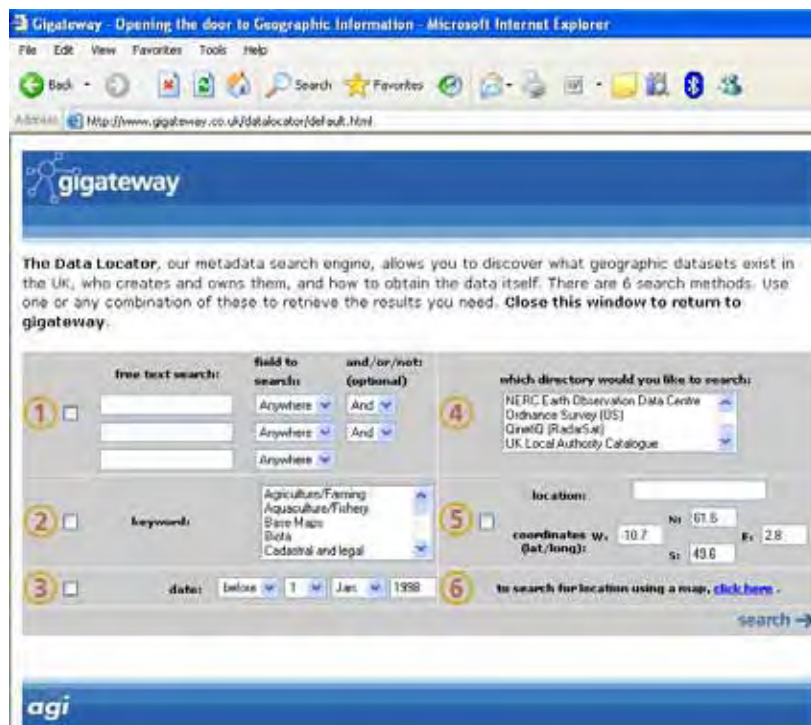 Gigateway - Opening the door to Geographic Information - Microsoft Internet Explorer
File Edit View Favorites Tools Help
Back Search Favorites
Address http://www.gigateway.co.uk/datalocator/default.html
gigateway
The Data Locator, our metadata search engine, allows you to discover what geographic datasets exist in
the UK, who creates and owns them, and how to obtain the data itself. There are 6 search methods. Use
one or any combination of these to retrieve the results you need. Close this window to return to
gigateway.
free text search: field to search: and/or/not: (optional)
1
Anywhere And
Anywhere And
Anywhere
4
which directory would you like to search:
NERC Earth Observation Data Centre
Ordnance Survey (OS)
QinetiQ (RadarSat)
UK Local Authority Catalogue
2
keyword:
Agriculture/Farming
Aquaculture/Fishery
Base Maps
Biota
Cadastral and legal
5
location:
coordinates (lat/long):
W: 10.7
N: 61.5
E: 2.8
S: 49.6
3
date: before 1 Jan 1998
6
to search for location using a map, click here .
search
agi